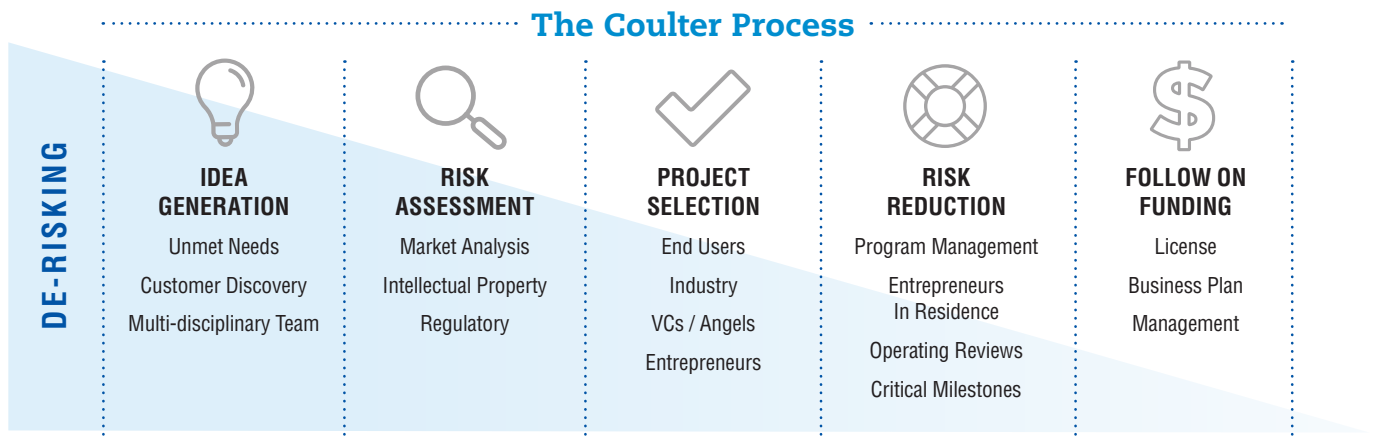 The Coulter Process
DE-RISKING
IDEA
GENERATION
Unmet Needs
Customer Discovery
Multi-disciplinary Team
RISK
ASSESSMENT
Market Analysis
Intellectual Property
Regulatory
PROJECT
SELECTION
End Users
Industry
VCs / Angels
Entrepreneurs
RISK
REDUCTION
Program Management
Entrepreneurs
In Residence
Operating Reviews
Critical Milestones
FOLLOW ON
FUNDING
License
Business Plan
Management